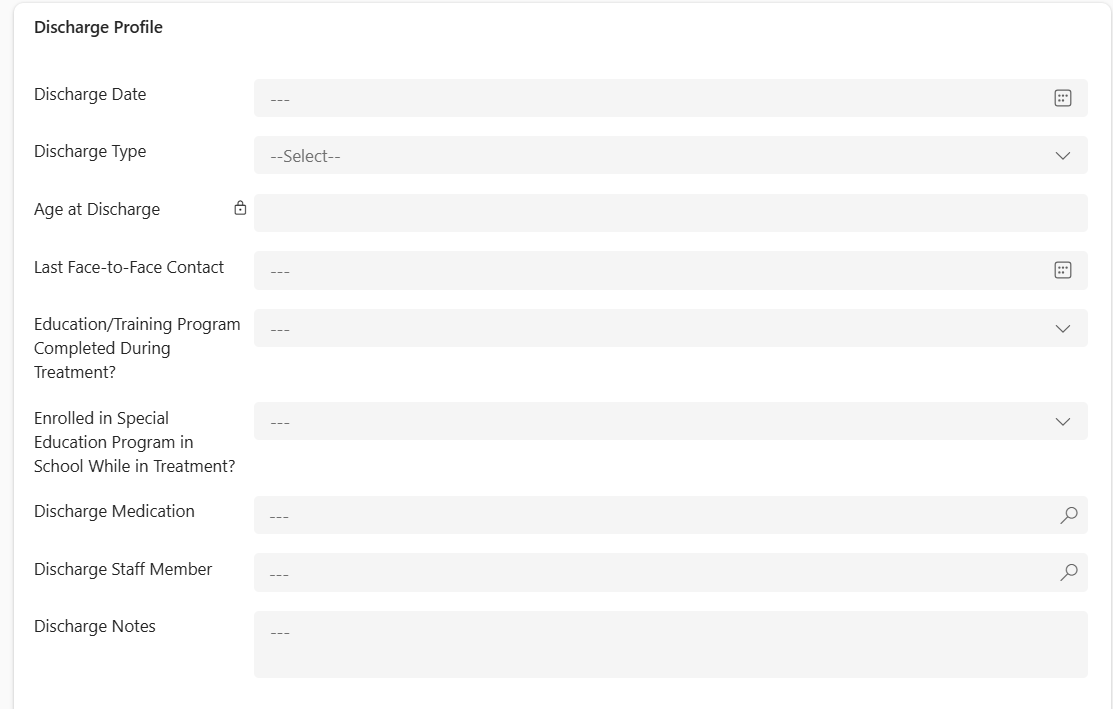 Discharge Profile
Discharge Date
---
Discharge Type
--Select--
Age at Discharge
Last Face-to-Face Contact
---
Education/Training Program
Completed During
Treatment?
---
Enrolled in Special
Education Program in
School While in Treatment?
---
Discharge Medication
---
Discharge Staff Member
---
Discharge Notes
---